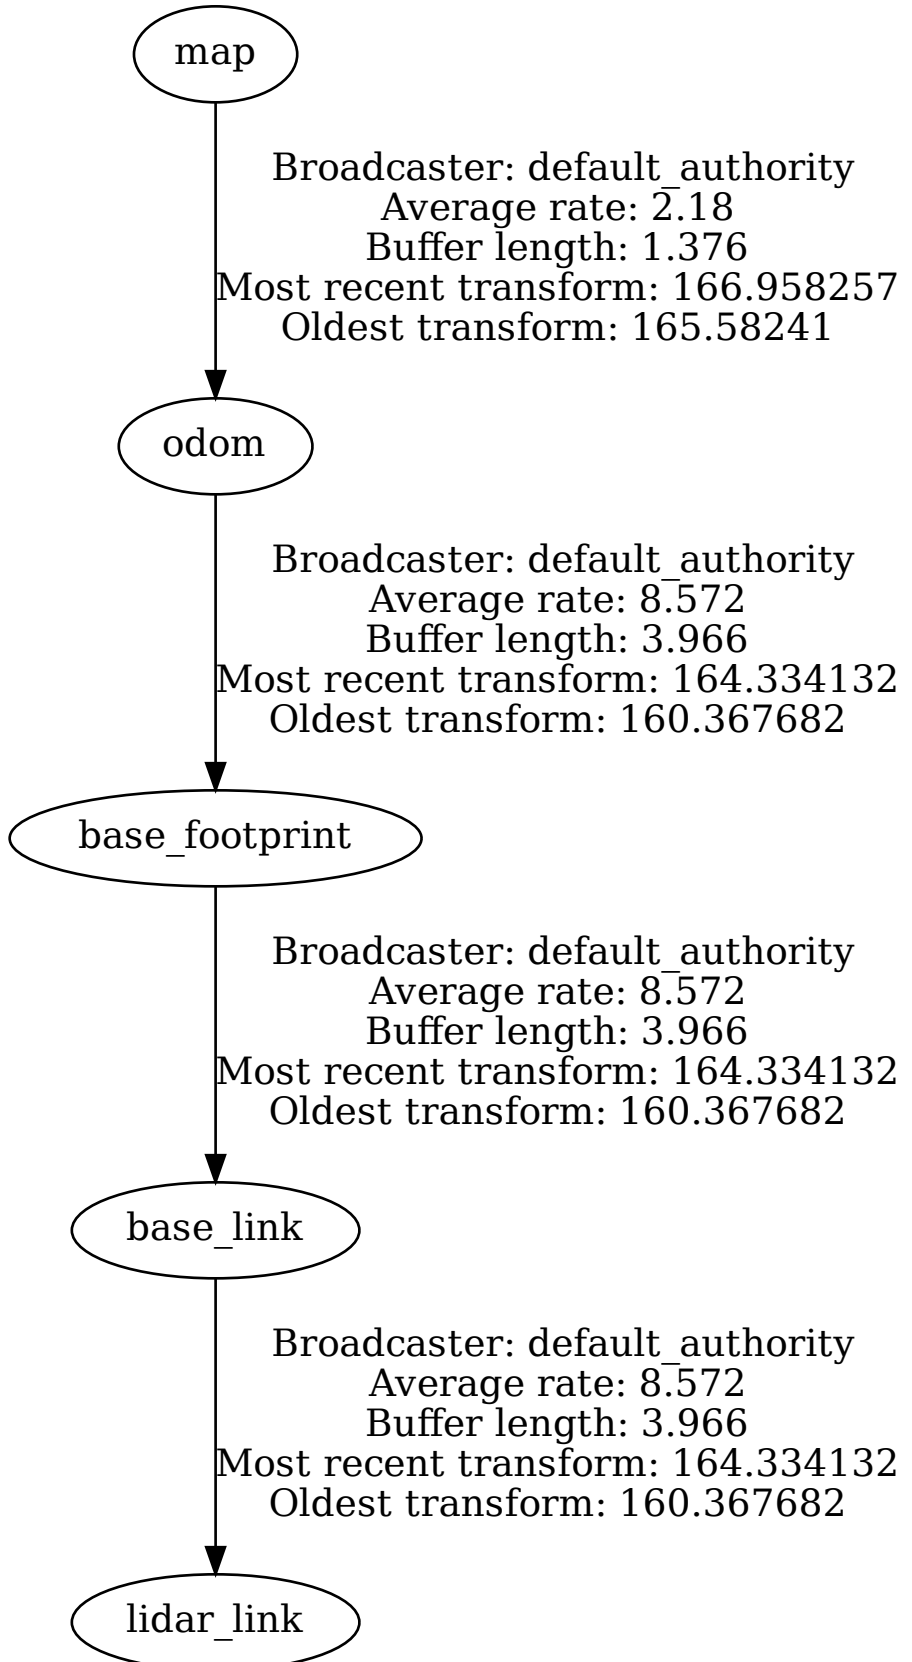 map
Broadcaster: default_authority
Average rate: 2.18
Buffer length: 1.376
Most recent transform: 166.958257
Oldest transform: 165.58241
odom
Broadcaster: default_authority
Average rate: 8.572
Buffer length: 3.966
Most recent transform: 164.334132
Oldest transform: 160.367682
base_footprint
Broadcaster: default_authority
Average rate: 8.572
Buffer length: 3.966
Most recent transform: 164.334132
Oldest transform: 160.367682
base_link
Broadcaster: default_authority
Average rate: 8.572
Buffer length: 3.966
Most recent transform: 164.334132
Oldest transform: 160.367682
lidar_link